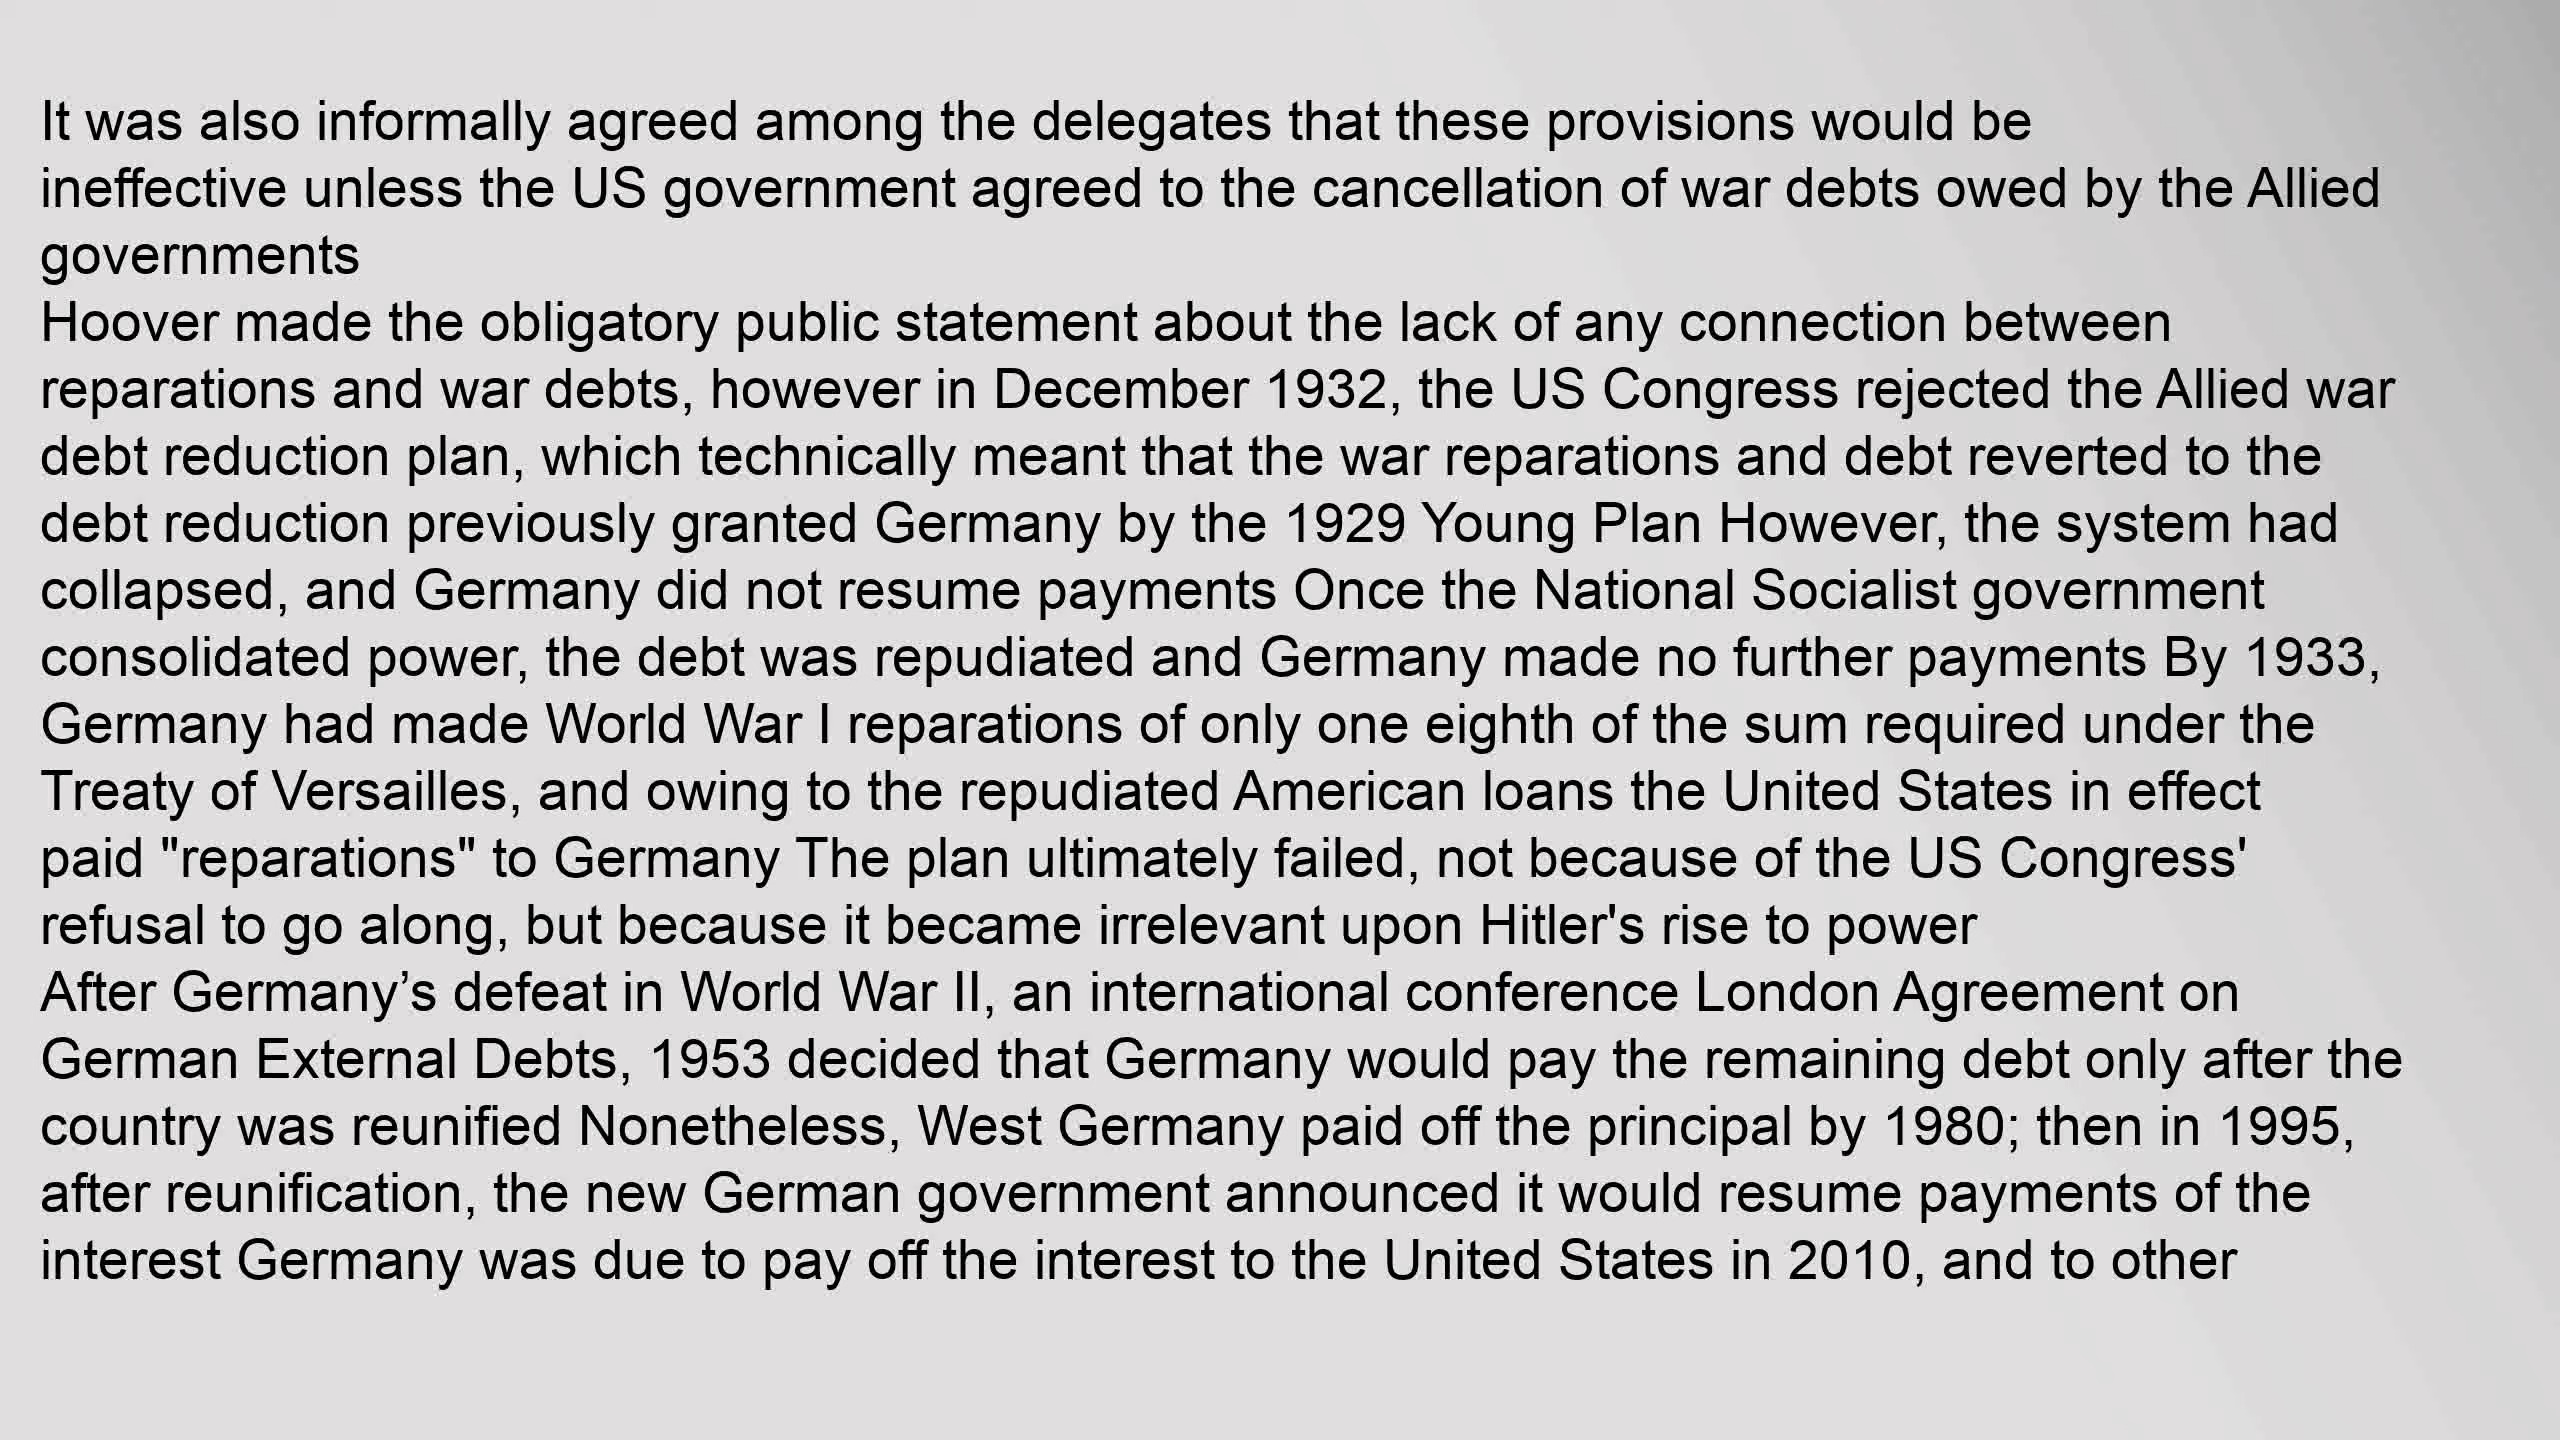 It was also informally agreed among the delegates that these provisions would be
ineffective unless the US government agreed to the cancellation of war debts owed by the Allied
governments
Hoover made the obligatory public statement about the lack of any connection between
reparations and war debts, however in December 1932, the US Congress rejected the Allied war
debt reduction plan, which technically meant that the war reparations and debt reverted to the
debt reduction previously granted Germany by the 1929 Young Plan However, the system had
collapsed, and Germany did not resume payments Once the National Socialist government
consolidated power, the debt was repudiated and Germany made no further payments By 1933,
Germany had made World War I reparations of only one eighth of the sum required under the
Treaty of Versailles, and owing to the repudiated American loans the United States in effect
paid "reparations" to Germany The plan ultimately failed, not because of the US Congress'
refusal to go along, but because it became irrelevant upon Hitler's rise to power
After Germany’s defeat in World War II, an international conference London Agreement on
German External Debts, 1953 decided that Germany would pay the remaining debt only after the
country was reunified Nonetheless, West Germany paid off the principal by 1980; then in 1995,
after reunification, the new German government announced it would resume payments of the
interest Germany was due to pay off the interest to the United States in 2010, and to other